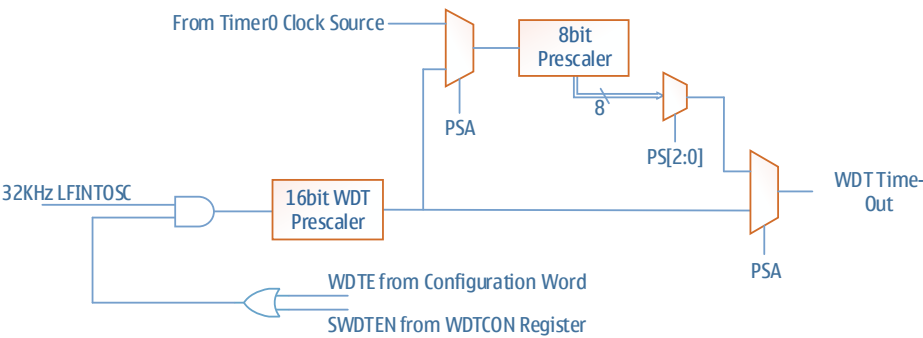 From Timer0 Clock Source
8bit
Prescaler
8
PSA
PS[2:0]
32KHz LFINTOSC
16bit WDT
Prescaler
WDT Time-
Out
PSA
WDTE from Configuration Word
SWDTEN from WDTCON Register